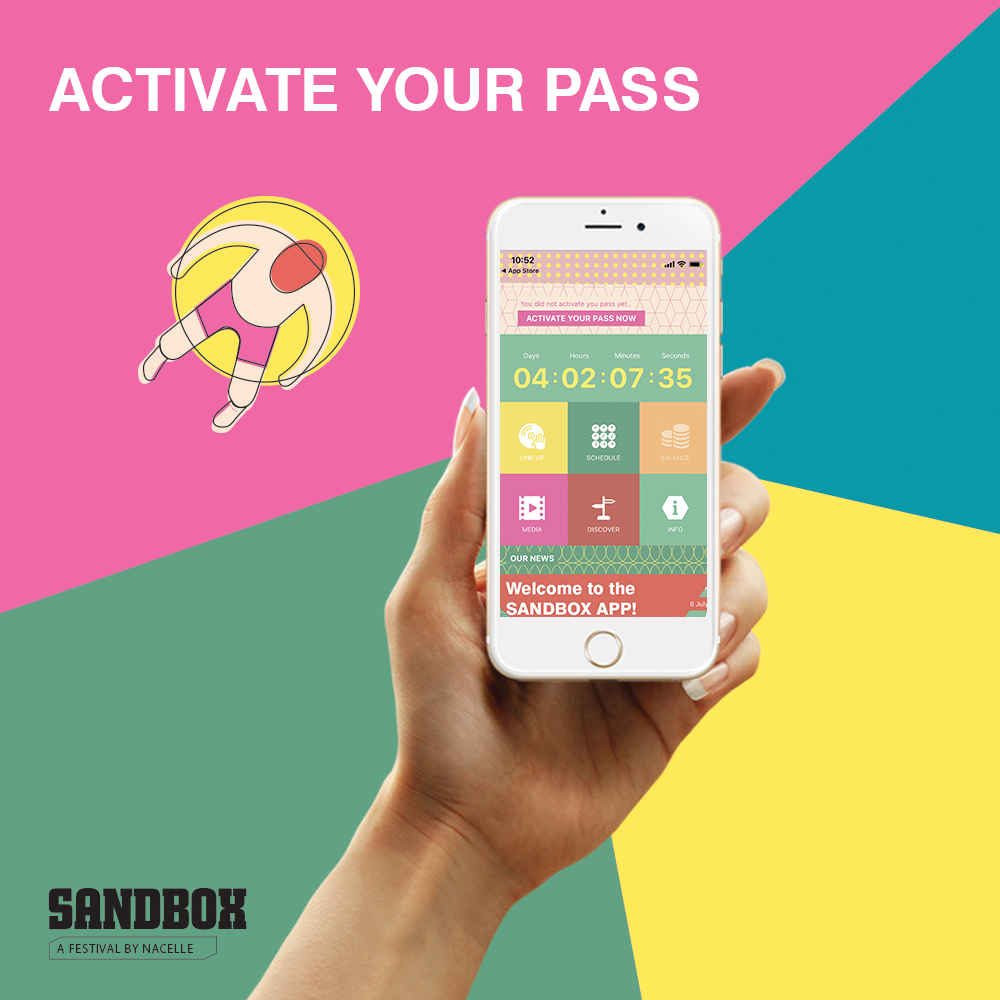 ACTIVATE YOUR PASS
10:52
App Store
You did not activate you pass yet..
ACTIVATE YOUR PASS NOW
Days Hours Minutes Seconds
04:02:07:35
LINE UP SCHEDULE BALANCE
MEDIA DISCOVER INFO
OUR NEWS
Welcome to the
SANDBOX APP!
6 July
SANDBOX
A FESTIVAL BY NACELLE